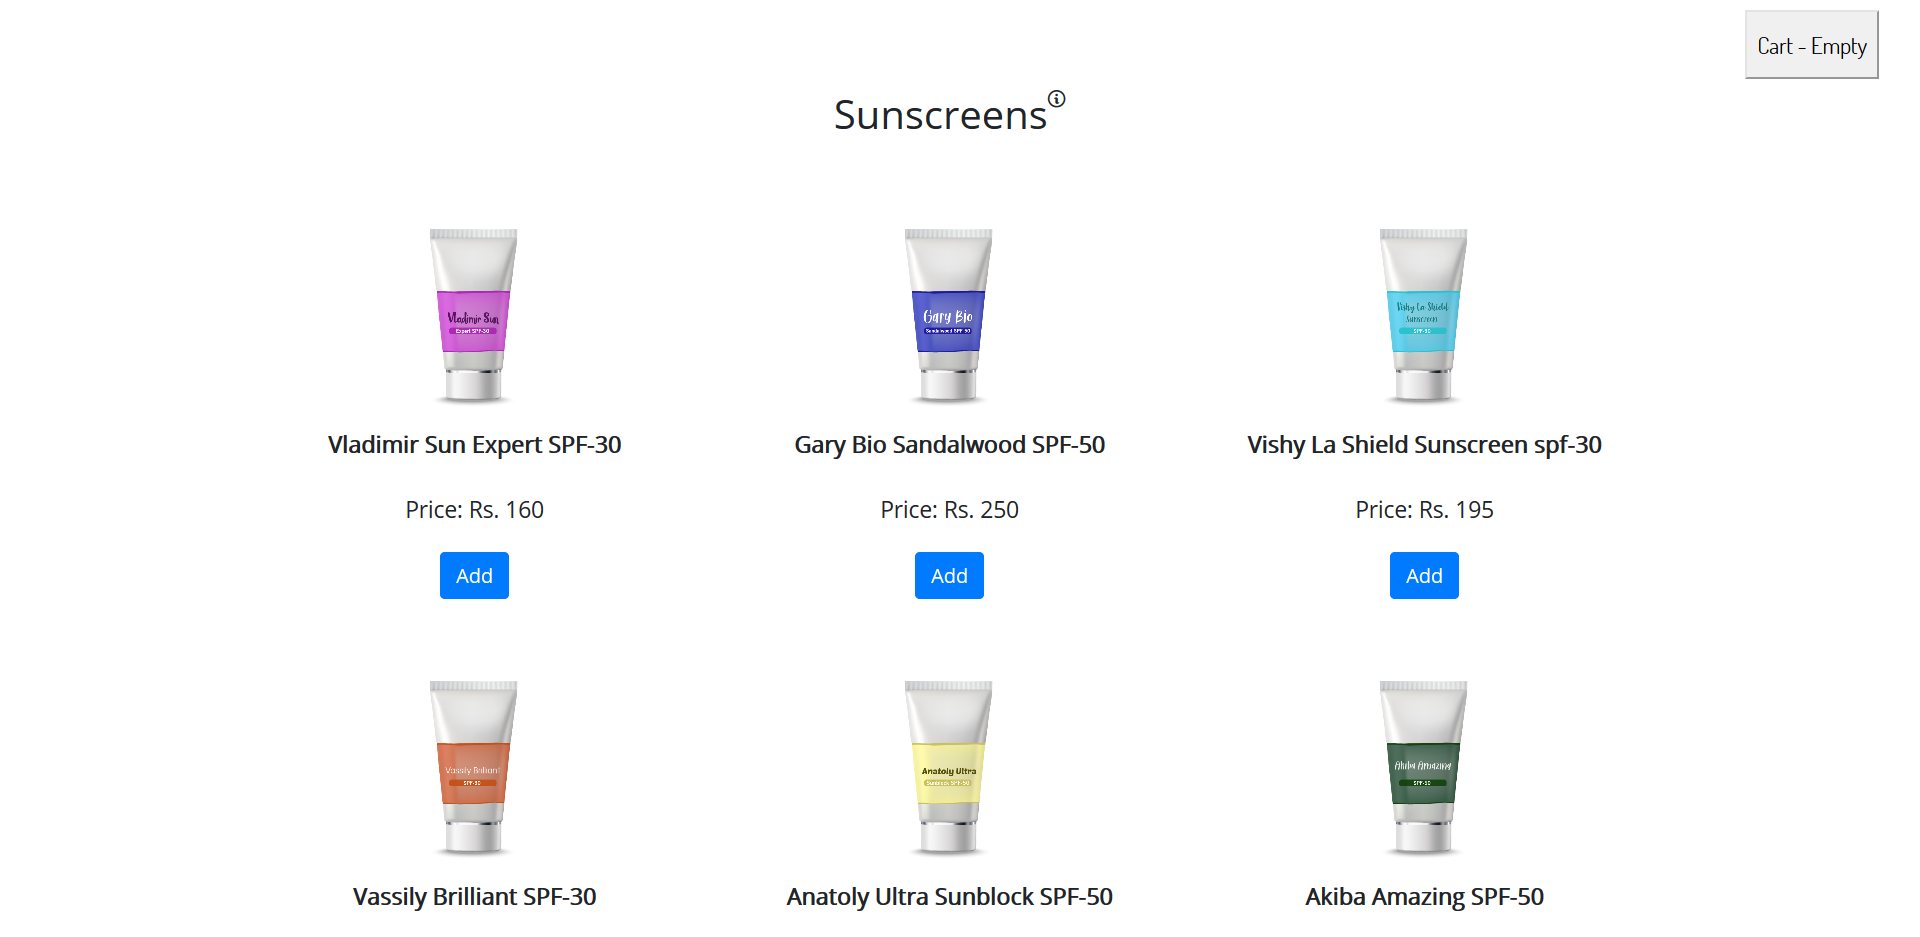 Cart - Empty
Sunscreens
Vladimir Sun
Expert SPF-30
Gary Bio
Sandalwood SPF-50
Vishy La Shield
Sunscreen
SPF-30
Vladimir Sun Expert SPF-30
Gary Bio Sandalwood SPF-50
Vishy La Shield Sunscreen spf-30
Price: Rs. 160
Price: Rs. 250
Price: Rs. 195
Add
Add
Add
Vassily Briliant
SPF-30
Anatoly Ultra
Sunblock SPF-50
Akiba Amazing
SPF-50
Vassily Brilliant SPF-30
Anatoly Ultra Sunblock SPF-50
Akiba Amazing SPF-50